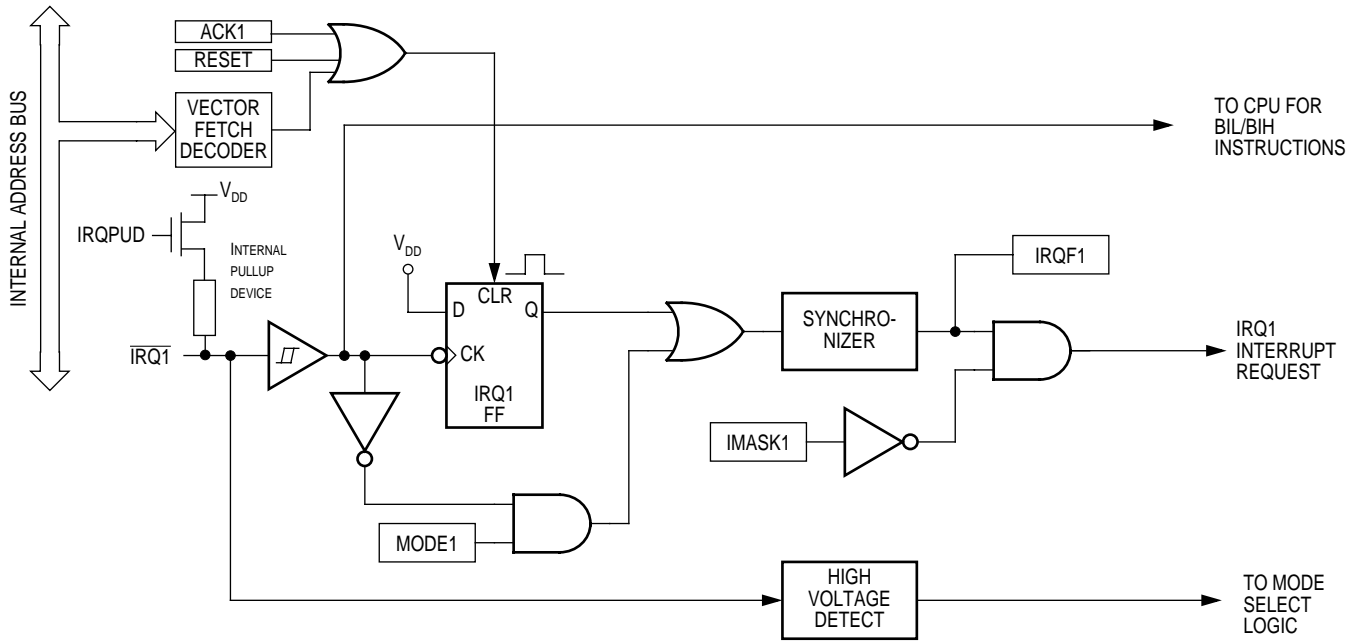 INTERNAL ADDRESS BUS
ACK1
RESET
VECTOR
FETCH
DECODER
TO CPU FOR
BIL/BIH
INSTRUCTIONS
VDD
IRQPUD
INTERNAL
PULLUP
DEVICE
VDD
IRQ1
D
CLR
Q
CK
IRQ1
FF
SYNCHRO-
NIZER
IRQF1
IRQ1
INTERRUPT
REQUEST
IMASK1
MODE1
HIGH
VOLTAGE
DETECT
TO MODE
SELECT
LOGIC